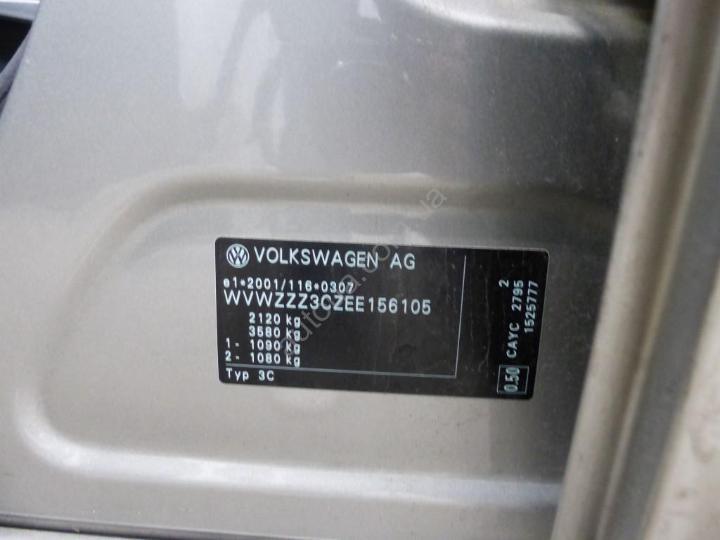 VOLKSWAGEN AG
e1*2001/116*0307
WVWZZZ3CZEE156105
2120 kg
3580 kg
1 - 1090 kg
2 - 1080 kg
Typ 3C
0.50 CAYC 2795 2
1525777